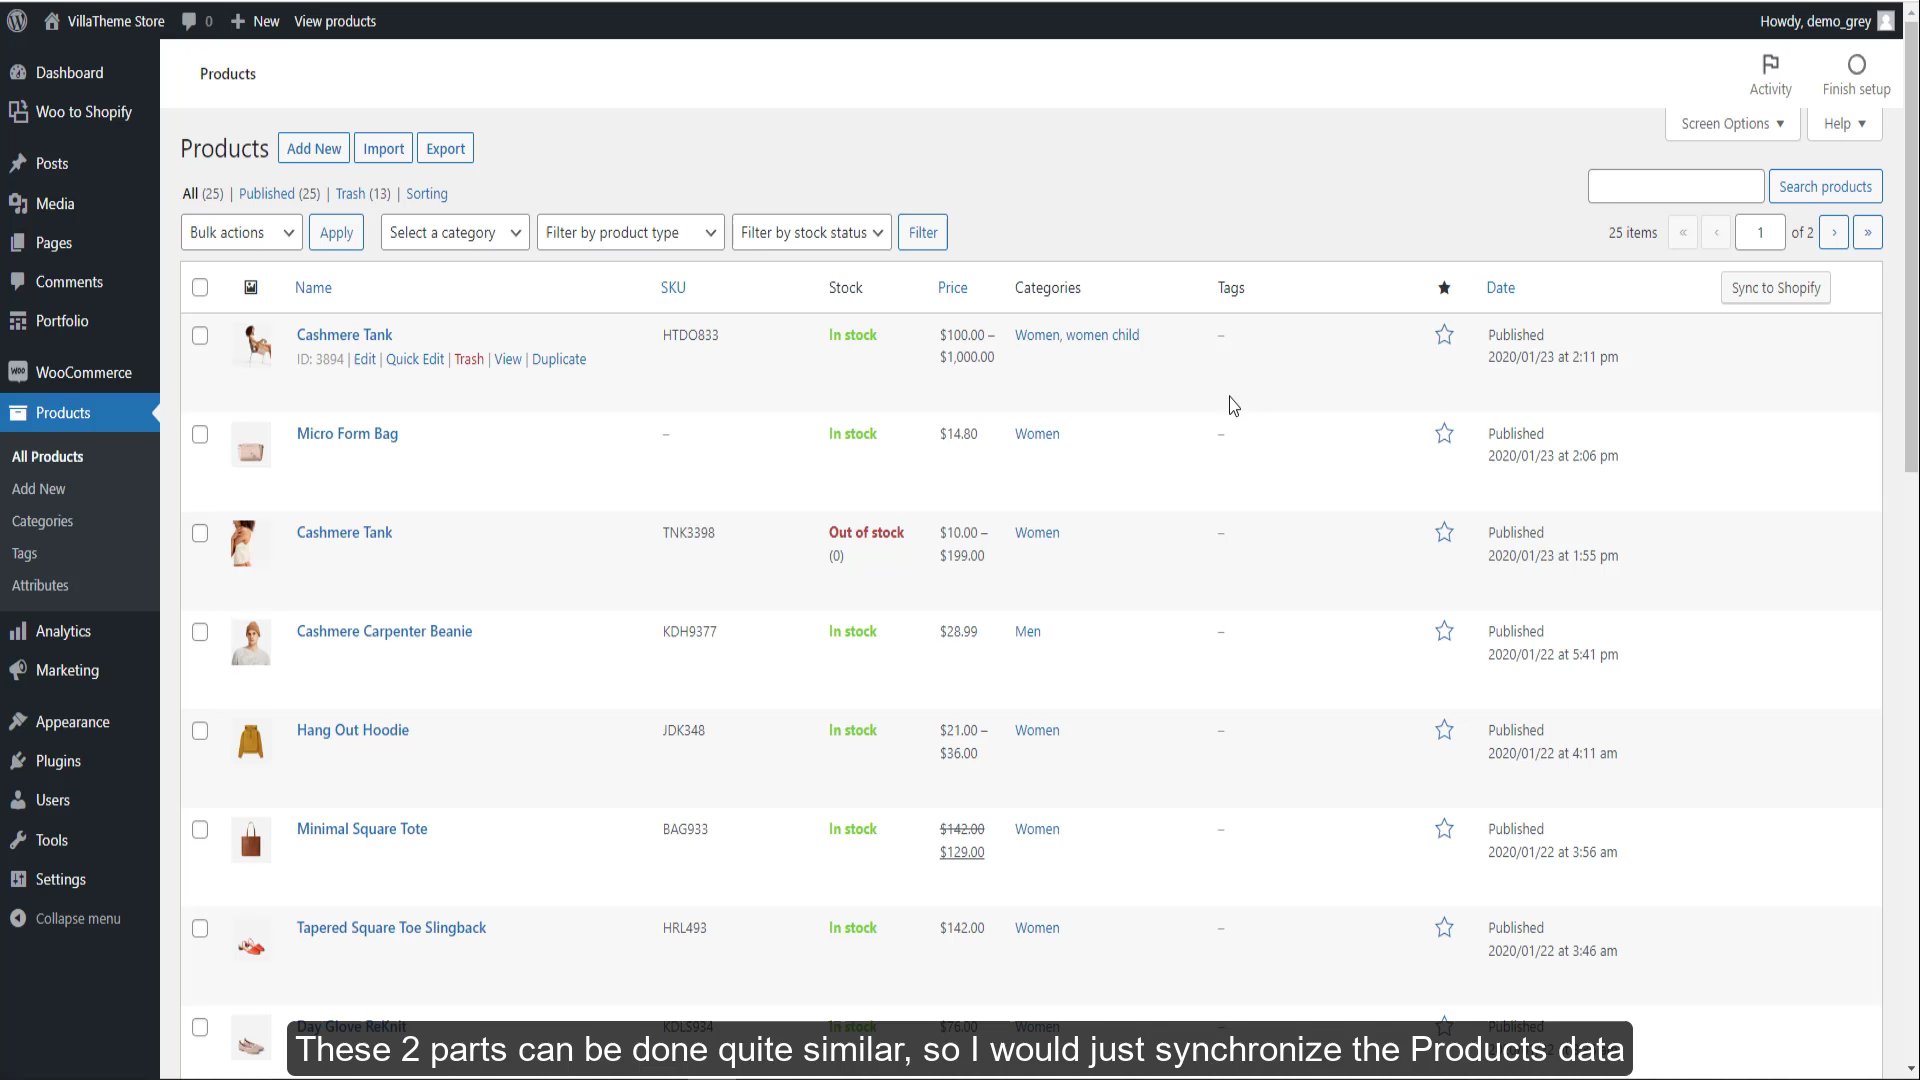 VillaTheme Store 0 New View products Howdy, demo_grey
Dashboard
Woo to Shopify
Posts
Media
Pages
Comments
Portfolio
WooCommerce
Products
All Products
Add New
Categories
Tags
Attributes
Analytics
Marketing
Appearance
Plugins
Users
Tools
Settings
Collapse menu
Products
Activity Finish setup
Screen Options ▼ Help ▼
Products Add New Import Export
All (25) | Published (25) | Trash (13) | Sorting
Search products
Bulk actions Apply Select a category Filter by product type Filter by stock status Filter
25 items « ‹ 1 of 2 › »
Name SKU Stock Price Categories Tags Date Sync to Shopify
Cashmere Tank HTDO833 In stock $100.00 – Women, women child – Published
ID: 3894 | Edit | Quick Edit | Trash | View | Duplicate $1,000.00 2020/01/23 at 2:11 pm
Micro Form Bag – In stock $14.80 Women – Published
2020/01/23 at 2:06 pm
Cashmere Tank TNK3398 Out of stock $10.00 – Women – Published
(0) $199.00 2020/01/23 at 1:55 pm
Cashmere Carpenter Beanie KDH9377 In stock $28.99 Men – Published
2020/01/22 at 5:41 pm
Hang Out Hoodie JDK348 In stock $21.00 – Women – Published
$36.00 2020/01/22 at 4:11 am
Minimal Square Tote BAG933 In stock $142.00 Women – Published
$129.00 2020/01/22 at 3:56 am
Tapered Square Toe Slingback HRL493 In stock $142.00 Women – Published
2020/01/22 at 3:46 am
Day Glove ReKnit KDLS934 In stock $76.00 Women – Published
These 2 parts can be done quite similar, so I would just synchronize the Products data